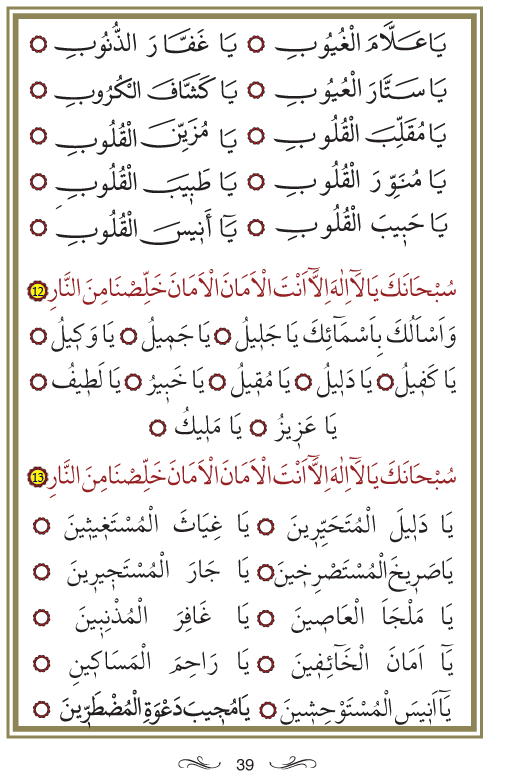 يَاعَلَّامَ الْغُيُوبِ ۞ يَا غَفَّارَ الذُّنُوبِ ۞
يَا سَتَّارَ الْعُيُوبِ ۞ يَا كَشَّافَ الْكُرُوبِ ۞
يَا مُقَلِّبَ الْقُلُوبِ ۞ يَا مُزَيِّنَ الْقُلُوبِ ۞
يَا مُنَوِّرَ الْقُلُوبِ ۞ يَا طَبِيبَ الْقُلُوبِ ۞
يَا حَبِيبَ الْقُلُوبِ ۞ يَٓا أَنِيسَ الْقُلُوبِ ۞
سُبْحَانَكَ يَا لَٓا اِلٰهَ اِلَّٓا اَنْتَ الْاَمَانَ الْاَمَانَ خَلِّصْنَا مِنَ النَّارِ 12
وَاَسْاَلُكَ بِاَسْمَٓائِكَ يَا جَلِيلُ ۞ يَا جَمِيلُ ۞ يَا وَكِيلُ ۞
يَا كَفِيلُ ۞ يَا دَلِيلُ ۞ يَا مُقِيلُ ۞ يَا خَبِيرُ ۞ يَا لَطِيفُ ۞
يَا عَزِيزُ ۞ يَا مَلِيكُ ۞
سُبْحَانَكَ يَا لَٓا اِلٰهَ اِلَّٓا اَنْتَ الْاَمَانَ الْاَمَانَ خَلِّصْنَا مِنَ النَّارِ 13
يَا دَلِيلَ الْمُتَحَيِّرِينَ ۞ يَا غِيَاثَ الْمُسْتَغِيثِينَ ۞
يَاصَرِيخَ الْمُسْتَصْرِخِينَ ۞ يَا جَارَ الْمُسْتَجِيرِينَ ۞
يَا مَلْجَاَ الْعَاصِينَ ۞ يَا غَافِرَ الْمُذْنِبِينَ ۞
يَٓا اَمَانَ الْخَٓائِفِينَ ۞ يَا رَاحِمَ الْمَسَاكِينِ ۞
يَٓا اَنِيسَ الْمُسْتَوْحِشِينَ ۞ يَا مُجِيبَ دَعْوَةِ الْمُضْطَرِّينَ ۞
39